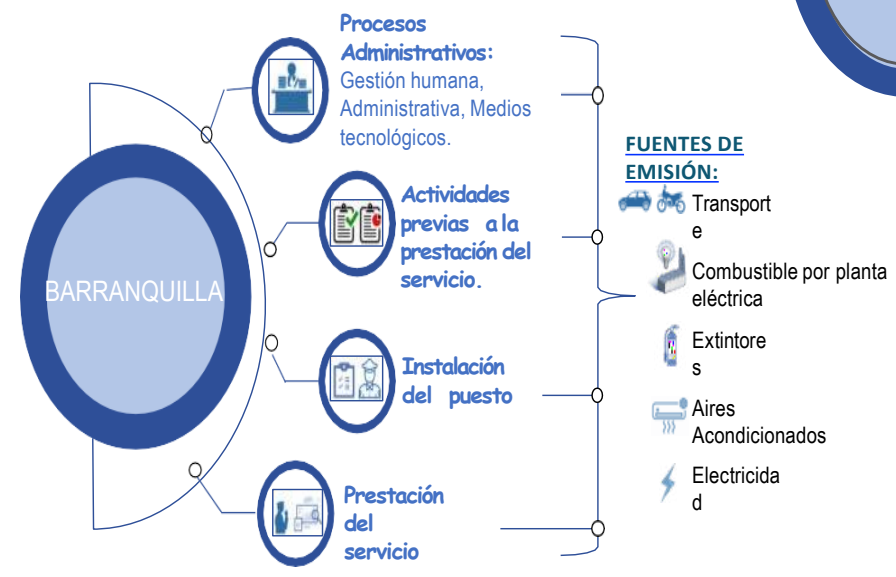 Procesos
Administrativos:
Gestión humana,
Administrativa, Medios
tecnológicos.
Actividades
previas a la
prestación del
servicio.
BARRANQUILLA
Instalación
del puesto
Prestación
del
servicio
FUENTES DE
EMISIÓN:
Transport
e
Combustible por planta
eléctrica
Extintore
s
Aires
Acondicionados
Electricida
d